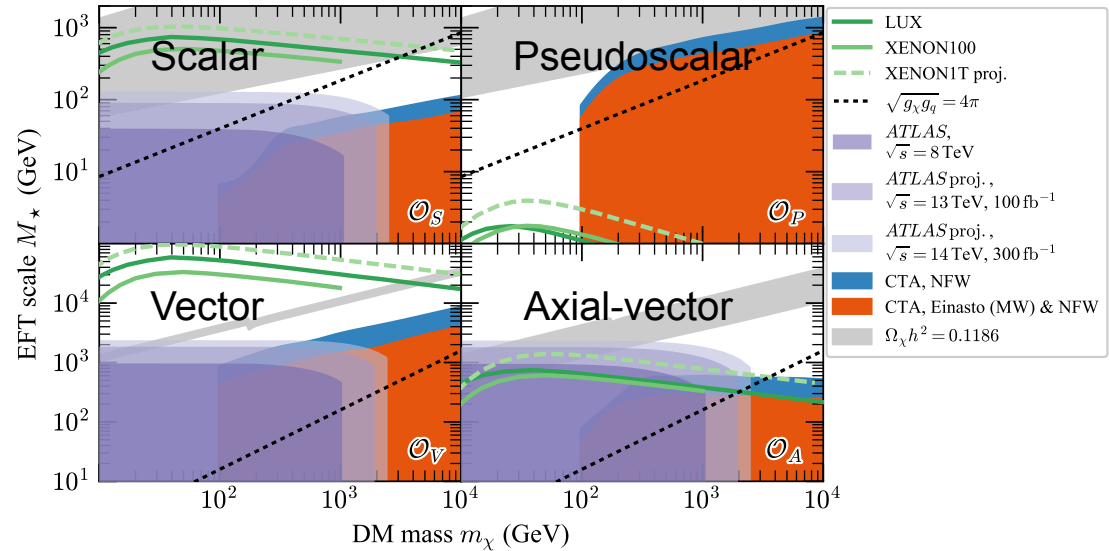 Scalar
Pseudoscalar
Vector
Axial-vector
𝒪_S
𝒪_P
𝒪_V
𝒪_A
10^3
10^2
10^1
10^4
10^3
10^2
10^1
10^2
10^3
10^4
10^2
10^3
10^4
EFT scale M_⋆ (GeV)
DM mass m_χ (GeV)
LUX
XENON100
XENON1T proj.
√(g_χ g_q) = 4π
ATLAS,
√s = 8 TeV
ATLAS proj.,
√s = 13 TeV, 100 fb⁻¹
ATLAS proj.,
√s = 14 TeV, 300 fb⁻¹
CTA, NFW
CTA, Einasto (MW) & NFW
Ω_χ h² = 0.1186